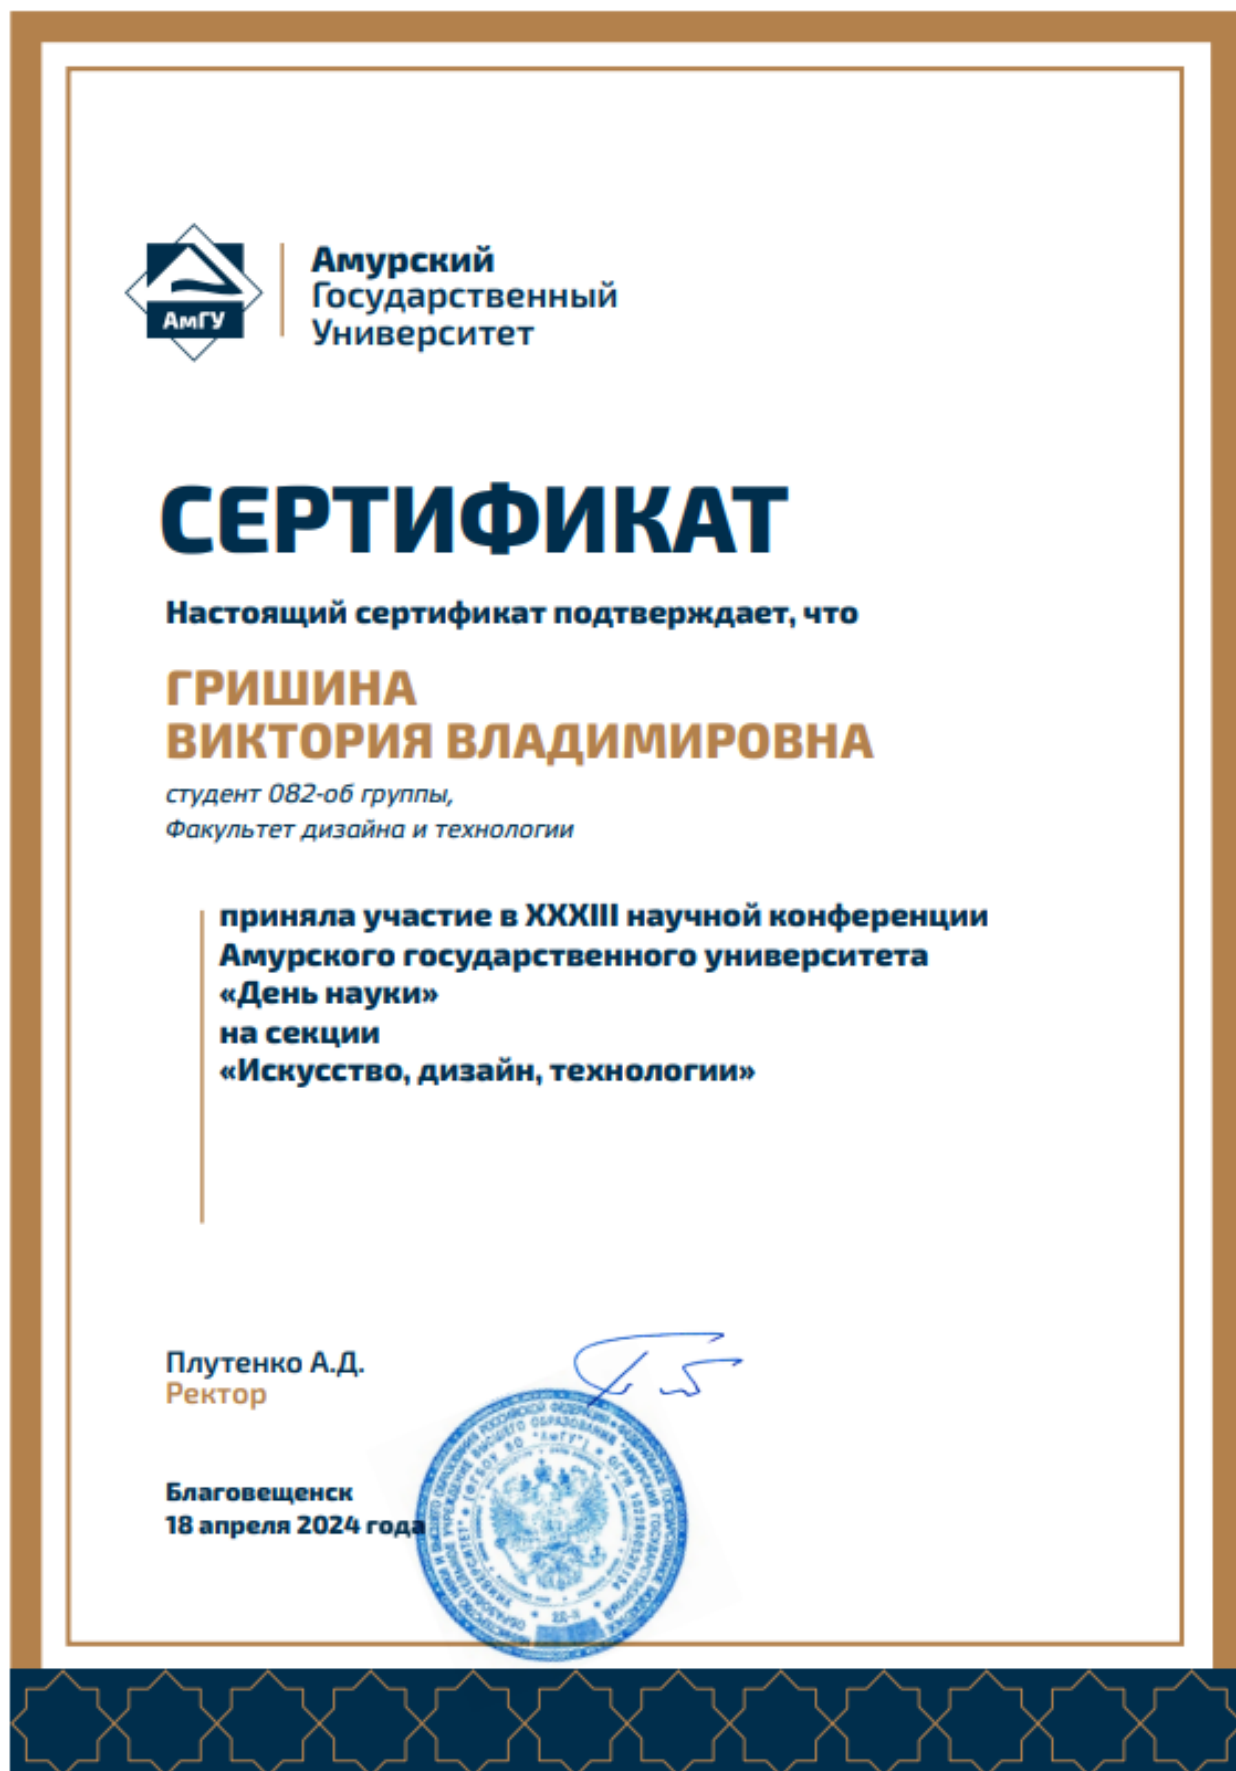 АмГУ
Амурский
Государственный
Университет
СЕРТИФИКАТ
Настоящий сертификат подтверждает, что
ГРИШИНА
ВИКТОРИЯ ВЛАДИМИРОВНА
студент 082-об группы,
Факультет дизайна и технологии
приняла участие в XXXIII научной конференции
Амурского государственного университета
«День науки»
на секции
«Искусство, дизайн, технологии»
Плутенко А.Д.
Ректор
Благовещенск
18 апреля 2024 года